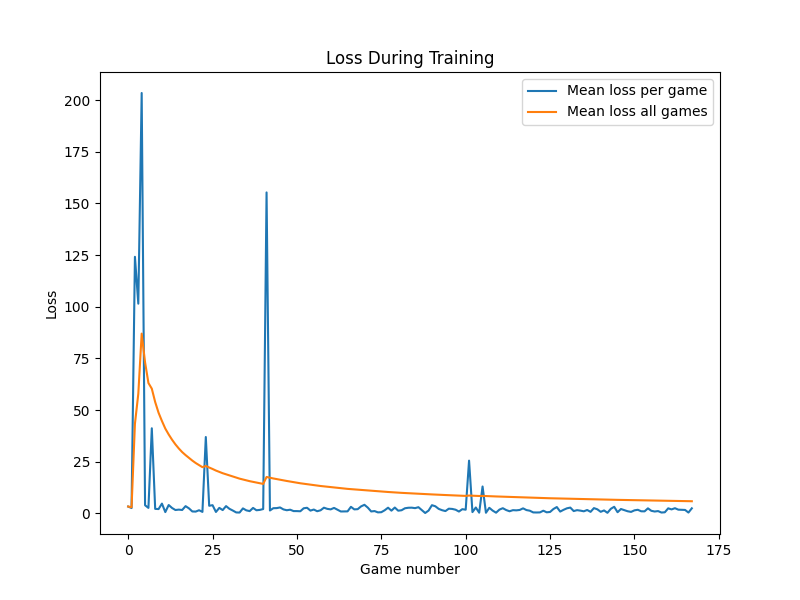 Loss During Training
Mean loss per game
Mean loss all games
Loss
200
175
150
125
100
75
50
25
0
0 25 50 75 100 125 150 175
Game number